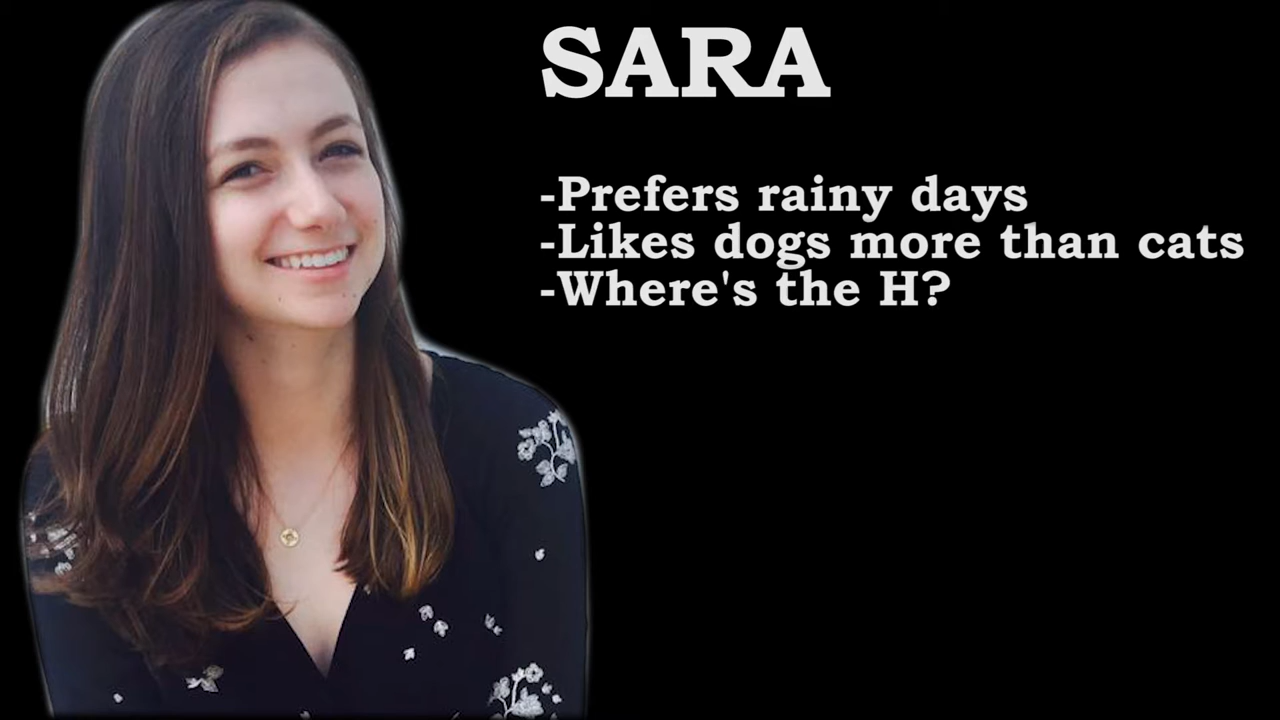 SARA
-Prefers rainy days
-Likes dogs more than cats
-Where's the H?